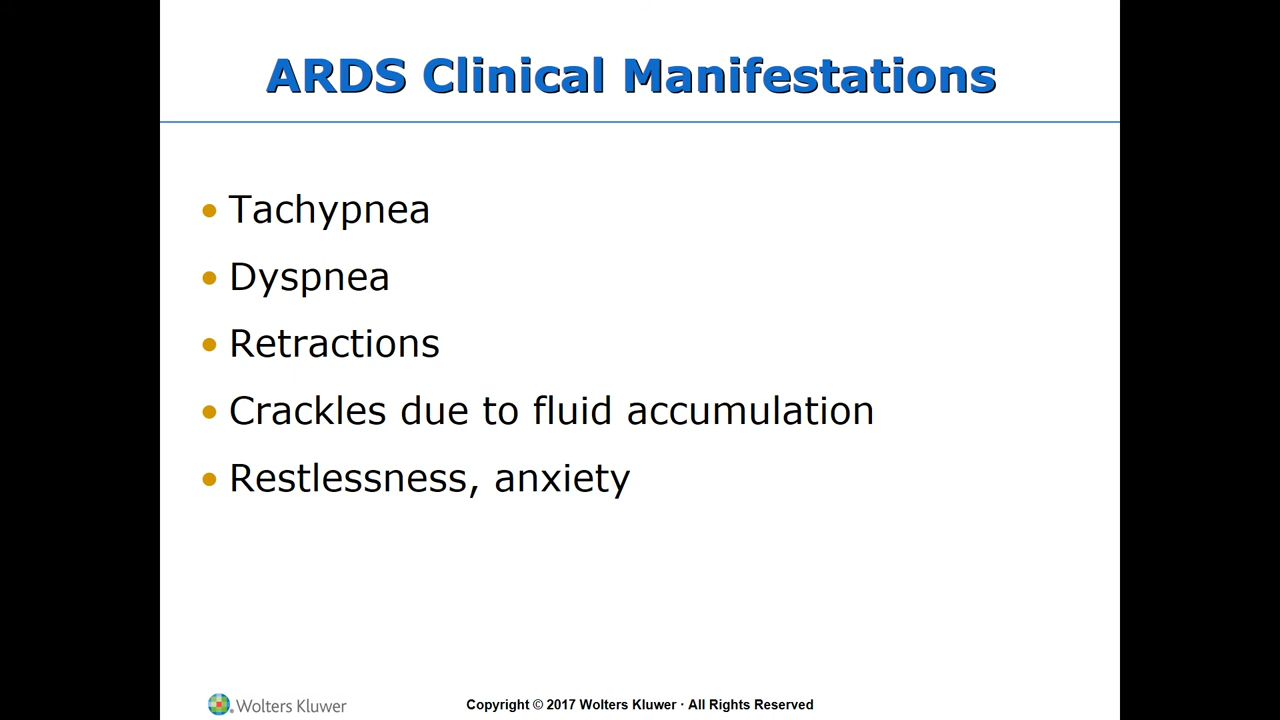 ARDS Clinical Manifestations
• Tachypnea
• Dyspnea
• Retractions
• Crackles due to fluid accumulation
• Restlessness, anxiety
Wolters Kluwer
Copyright © 2017 Wolters Kluwer · All Rights Reserved